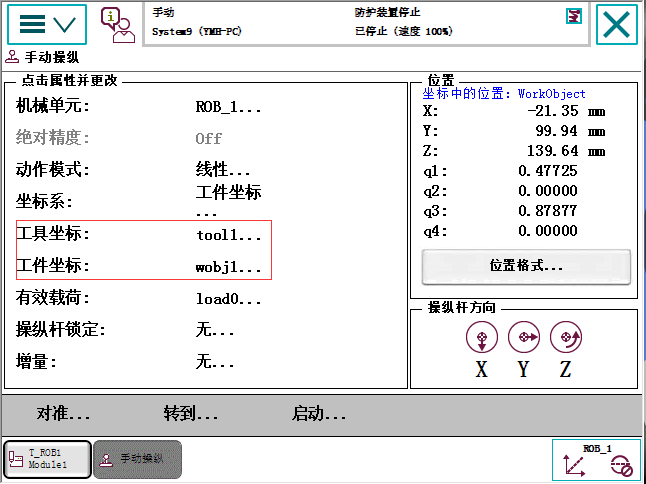 手动
System9 (YMH-PC)
防护装置停止
已停止 (速度 100%)
手动操纵
点击属性并更改
机械单元: ROB_1...
绝对精度: Off
动作模式: 线性...
坐标系: 工件坐标
...
工具坐标: tool1...
工件坐标: wobj1...
有效载荷: load0...
操纵杆锁定: 无...
增量: 无...
位置
坐标中的位置: WorkObject
X: -21.35 mm
Y: 99.94 mm
Z: 139.64 mm
q1: 0.47725
q2: 0.00000
q3: 0.87877
q4: 0.00000
位置格式...
操纵杆方向
X Y Z
对准... 转到... 启动...
T_ROB1
Module1
手动操纵
ROB_1